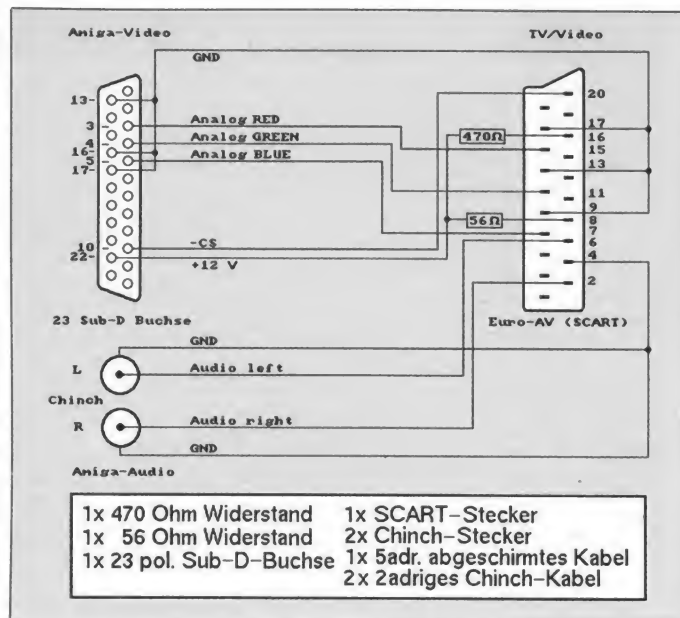 Amiga-Video
TV/Video
GND
13-
3
4
16-
5
17-
10
22-
Analog RED
Analog GREEN
Analog BLUE
-CS
+12 V
470Ω
56Ω
20
17
16
15
13
11
9
8
7
6
4
2
23 Sub-D Buchse
Euro-AV (SCART)
GND
L
Audio left
Chinch
R
Audio right
GND
Amiga-Audio
1x 470 Ohm Widerstand
1x 56 Ohm Widerstand
1x 23 pol. Sub-D-Buchse
1x SCART-Stecker
2x Chinch-Stecker
1x 5adr. abgeschirmtes Kabel
2x 2adriges Chinch-Kabel